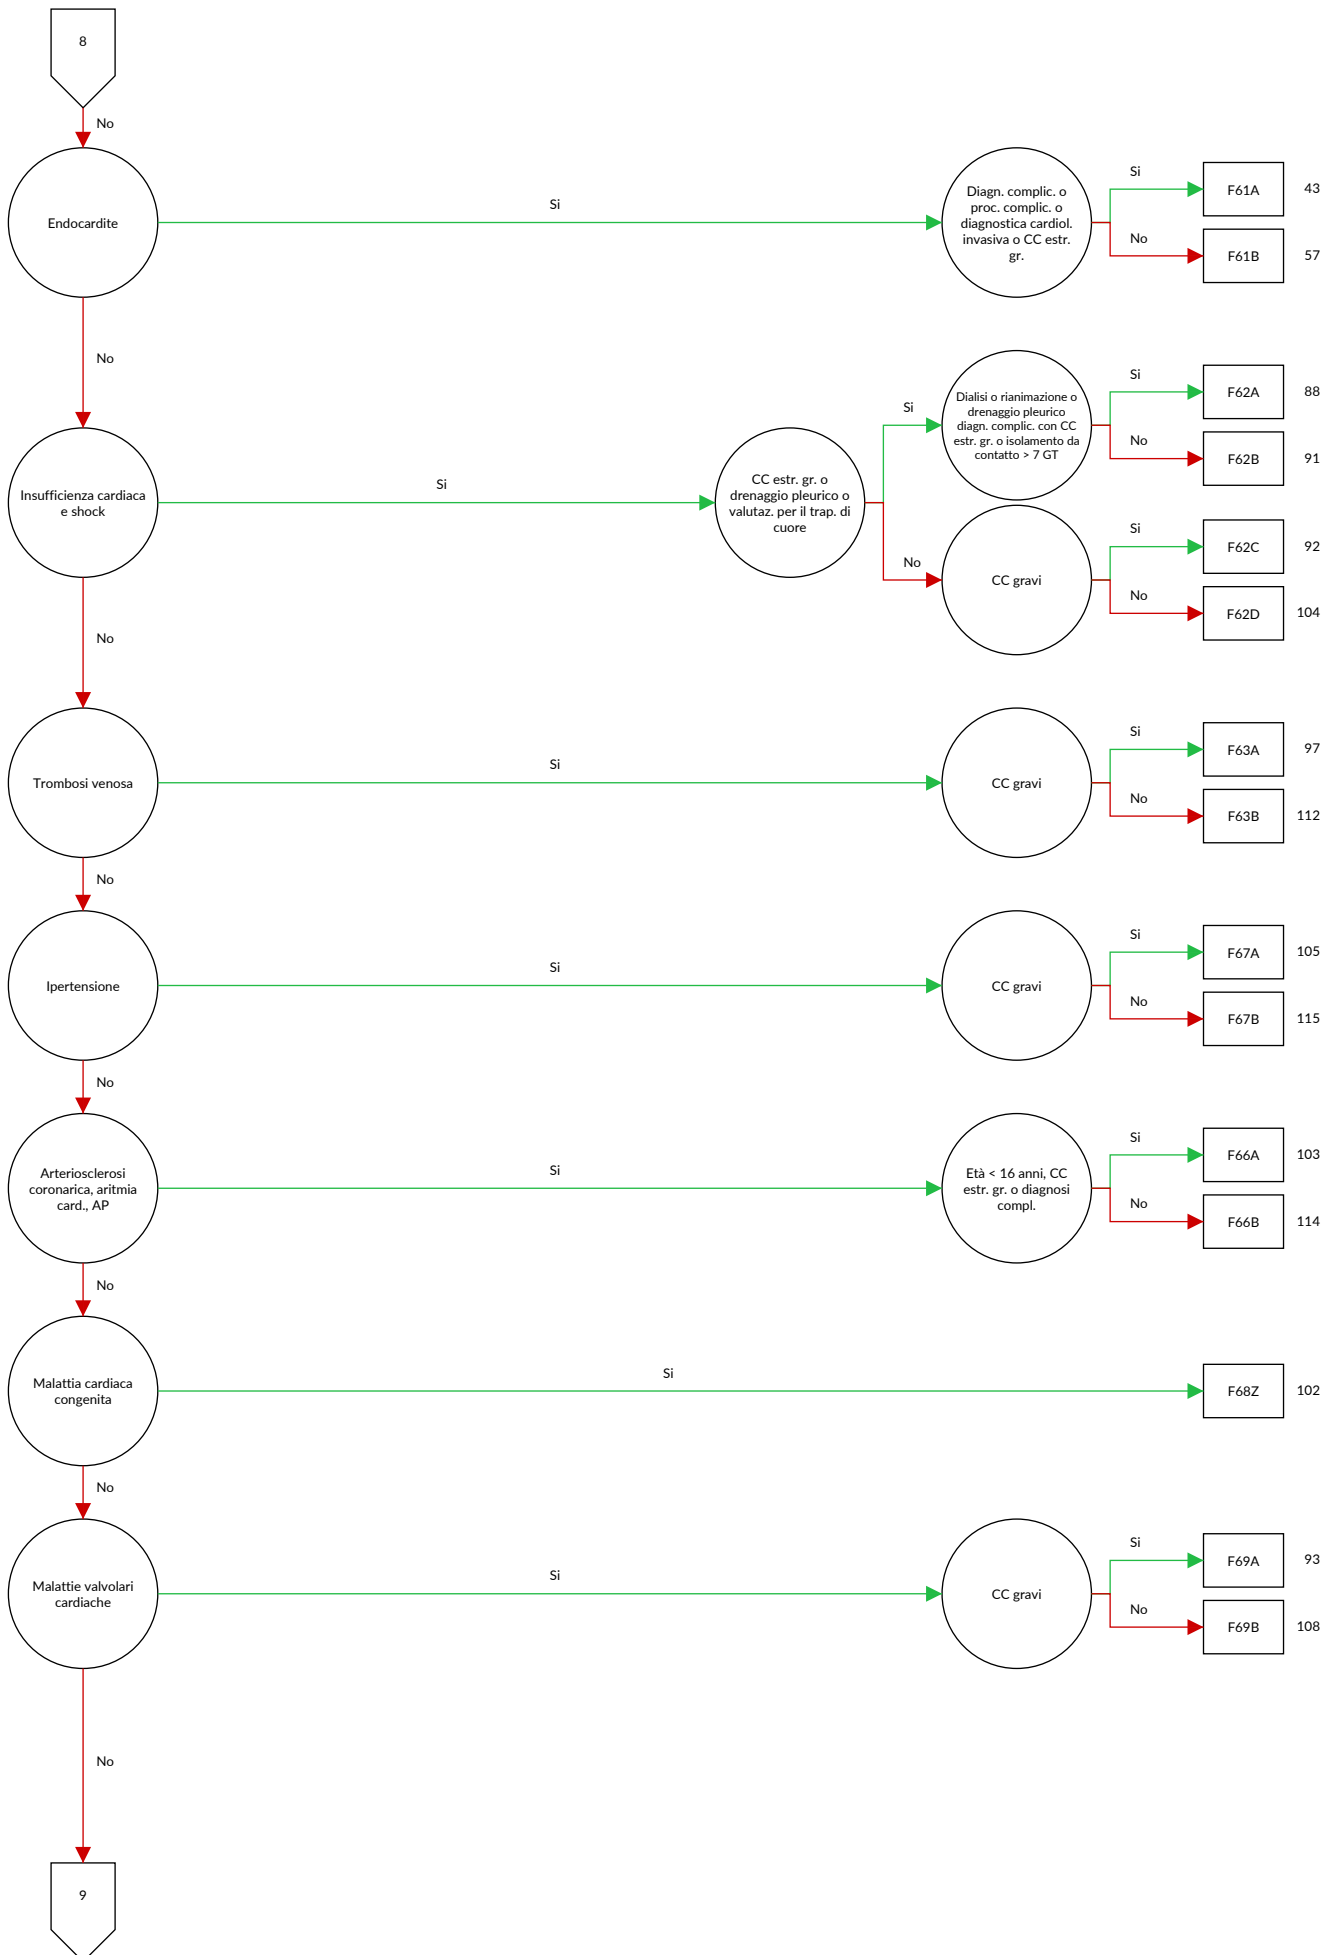 8
No
Endocardite
Si
Diagn. complic. o
proc. complic. o
diagnostica cardiol.
invasiva o CC estr.
gr.
Si
F61A
43
No
F61B
57
No
Insufficienza cardiaca
e shock
Si
CC estr. gr. o
drenaggio pleurico o
valutaz. per il trap. di
cuore
Si
Dialisi o rianimazione o
drenaggio pleurico
diagn. complic. con CC
estr. gr. o isolamento da
contatto > 7 GT
Si
F62A
88
No
F62B
91
No
CC gravi
Si
F62C
92
No
F62D
104
No
Trombosi venosa
Si
CC gravi
Si
F63A
97
No
F63B
112
No
Ipertensione
Si
CC gravi
Si
F67A
105
No
F67B
115
No
Arteriosclerosi
coronarica, aritmia
card., AP
Si
Età < 16 anni, CC
estr. gr. o diagnosi
compl.
Si
F66A
103
No
F66B
114
No
Malattia cardiaca
congenita
Si
F68Z
102
No
Malattie valvolari
cardiache
Si
CC gravi
Si
F69A
93
No
F69B
108
No
9